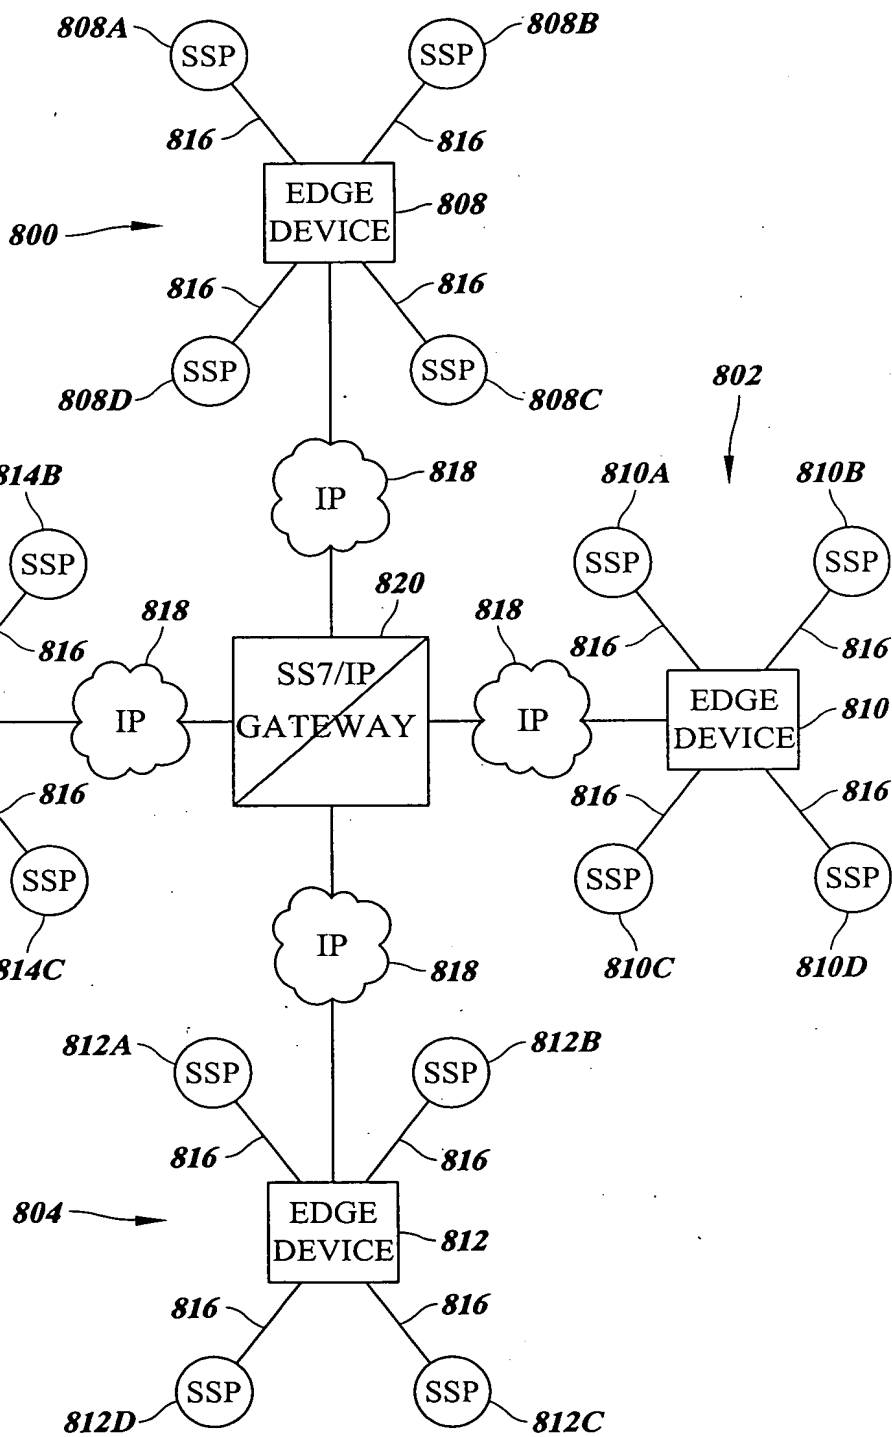 808A
SSP
SSP
808B
816
816
EDGE
DEVICE
808
800
816
816
SSP
SSP
808D
808C
802
814B
IP
818
810A
810B
SSP
SSP
SSP
820
818
818
816
816
816
SS7/IP
GATEWAY
IP
IP
EDGE
DEVICE
810
816
816
816
SSP
SSP
SSP
814C
IP
818
810C
810D
812A
SSP
SSP
812B
816
816
804
EDGE
DEVICE
812
816
816
SSP
SSP
812D
812C